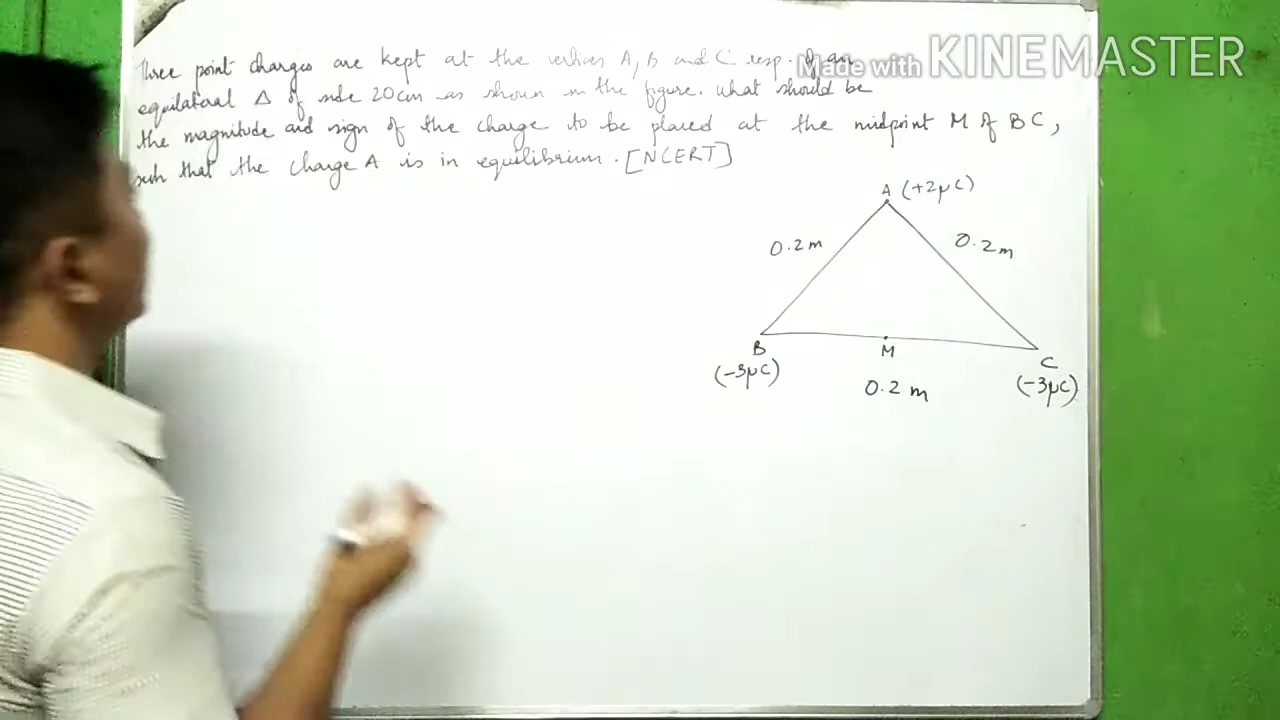 Three point charges are kept at the vertices A, B and C resp. of an
Made with KINEMASTER
equilateral Δ of side 20cm as shown in the figure. What should be
the magnitude and sign of the charge to be placed at the midpoint M of BC,
such that the charge A is in equilibrium. [NCERT]
A (+2μC)
0.2 m
0.2 m
B
M
C
(-3μC)
0.2 m
(-3μC)